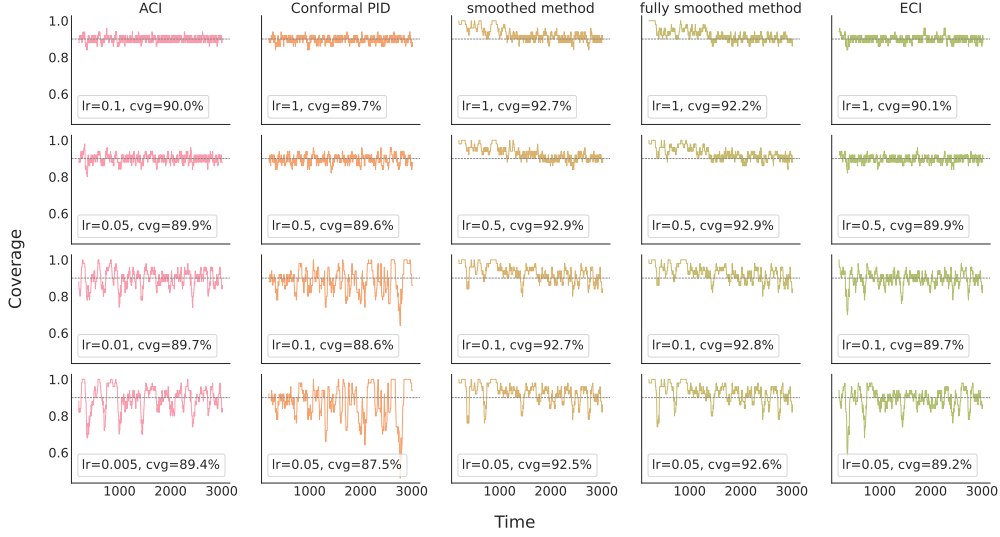 ACI Conformal PID smoothed method fully smoothed method ECI
1.0
0.8
0.6
lr=0.1, cvg=90.0% lr=1, cvg=89.7% lr=1, cvg=92.7% lr=1, cvg=92.2% lr=1, cvg=90.1%
1.0
0.8
0.6
lr=0.05, cvg=89.9% lr=0.5, cvg=89.6% lr=0.5, cvg=92.9% lr=0.5, cvg=92.9% lr=0.5, cvg=89.9%
Coverage
1.0
0.8
0.6
lr=0.01, cvg=89.7% lr=0.1, cvg=88.6% lr=0.1, cvg=92.7% lr=0.1, cvg=92.8% lr=0.1, cvg=89.7%
1.0
0.8
0.6
lr=0.005, cvg=89.4% lr=0.05, cvg=87.5% lr=0.05, cvg=92.5% lr=0.05, cvg=92.6% lr=0.05, cvg=89.2%
1000 2000 3000 1000 2000 3000 1000 2000 3000 1000 2000 3000 1000 2000 3000
Time